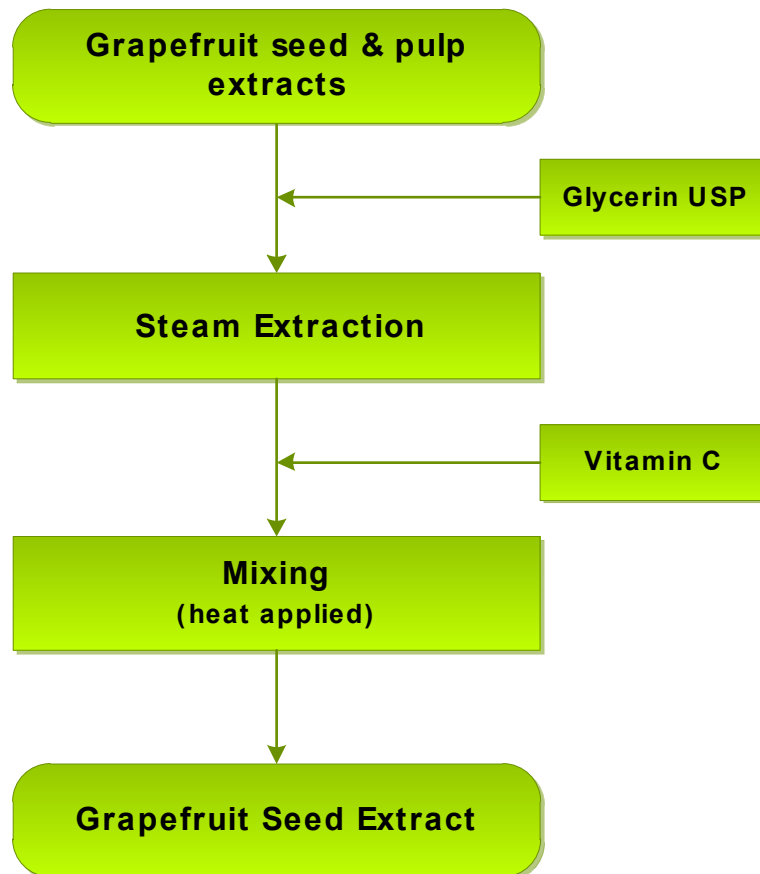 Grapefruit seed & pulp
extracts
Glycerin USP
Steam Extraction
Vitamin C
Mixing
(heat applied)
Grapefruit Seed Extract